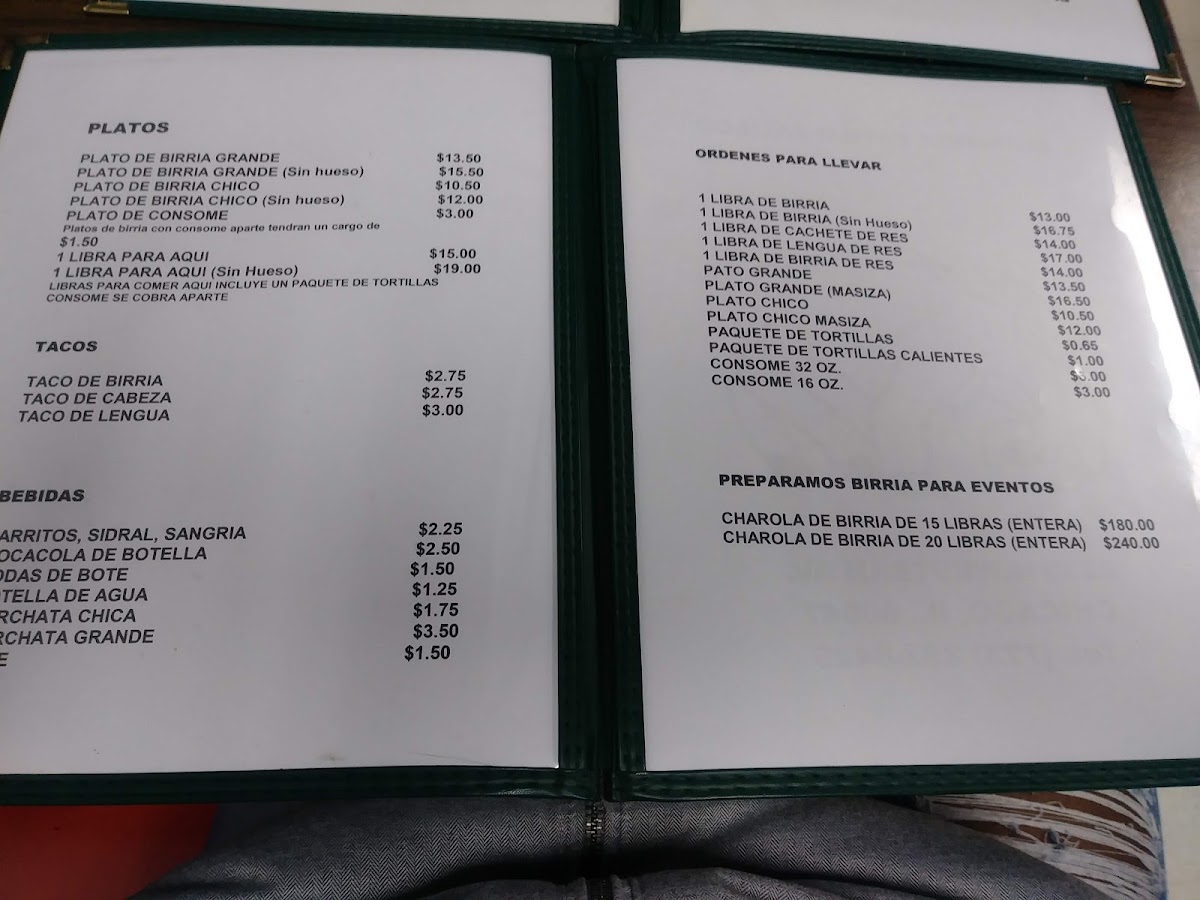 PLATOS
PLATO DE BIRRIA GRANDE $13.50
PLATO DE BIRRIA GRANDE (Sin hueso) $15.50
PLATO DE BIRRIA CHICO $10.50
PLATO DE BIRRIA CHICO (Sin hueso) $12.00
PLATO DE CONSOME $3.00
Platos de birria con consome aparte tendran un cargo de
$1.50
1 LIBRA PARA AQUI $15.00
1 LIBRA PARA AQUI (Sin Hueso) $19.00
LIBRAS PARA COMER AQUI INCLUYE UN PAQUETE DE TORTILLAS
CONSOME SE COBRA APARTE
TACOS
TACO DE BIRRIA $2.75
TACO DE CABEZA $2.75
TACO DE LENGUA $3.00
BEBIDAS
ARRITOS, SIDRAL, SANGRIA $2.25
OCACOLA DE BOTELLA $2.50
ODAS DE BOTE $1.50
OTELLA DE AGUA $1.25
RCHATA CHICA $1.75
RCHATA GRANDE $3.50
E $1.50
ORDENES PARA LLEVAR
1 LIBRA DE BIRRIA $13.00
1 LIBRA DE BIRRIA (Sin Hueso) $16.75
1 LIBRA DE CACHETE DE RES $14.00
1 LIBRA DE LENGUA DE RES $17.00
1 LIBRA DE BIRRIA DE RES $14.00
PATO GRANDE $13.50
PLATO GRANDE (MASIZA) $16.50
PLATO CHICO $10.50
PLATO CHICO MASIZA $12.00
PAQUETE DE TORTILLAS $0.65
PAQUETE DE TORTILLAS CALIENTES $1.00
CONSOME 32 OZ.
CONSOME 16 OZ. $3.00
PREPARAMOS BIRRIA PARA EVENTOS
CHAROLA DE BIRRIA DE 15 LIBRAS (ENTERA) $180.00
CHAROLA DE BIRRIA DE 20 LIBRAS (ENTERA) $240.00